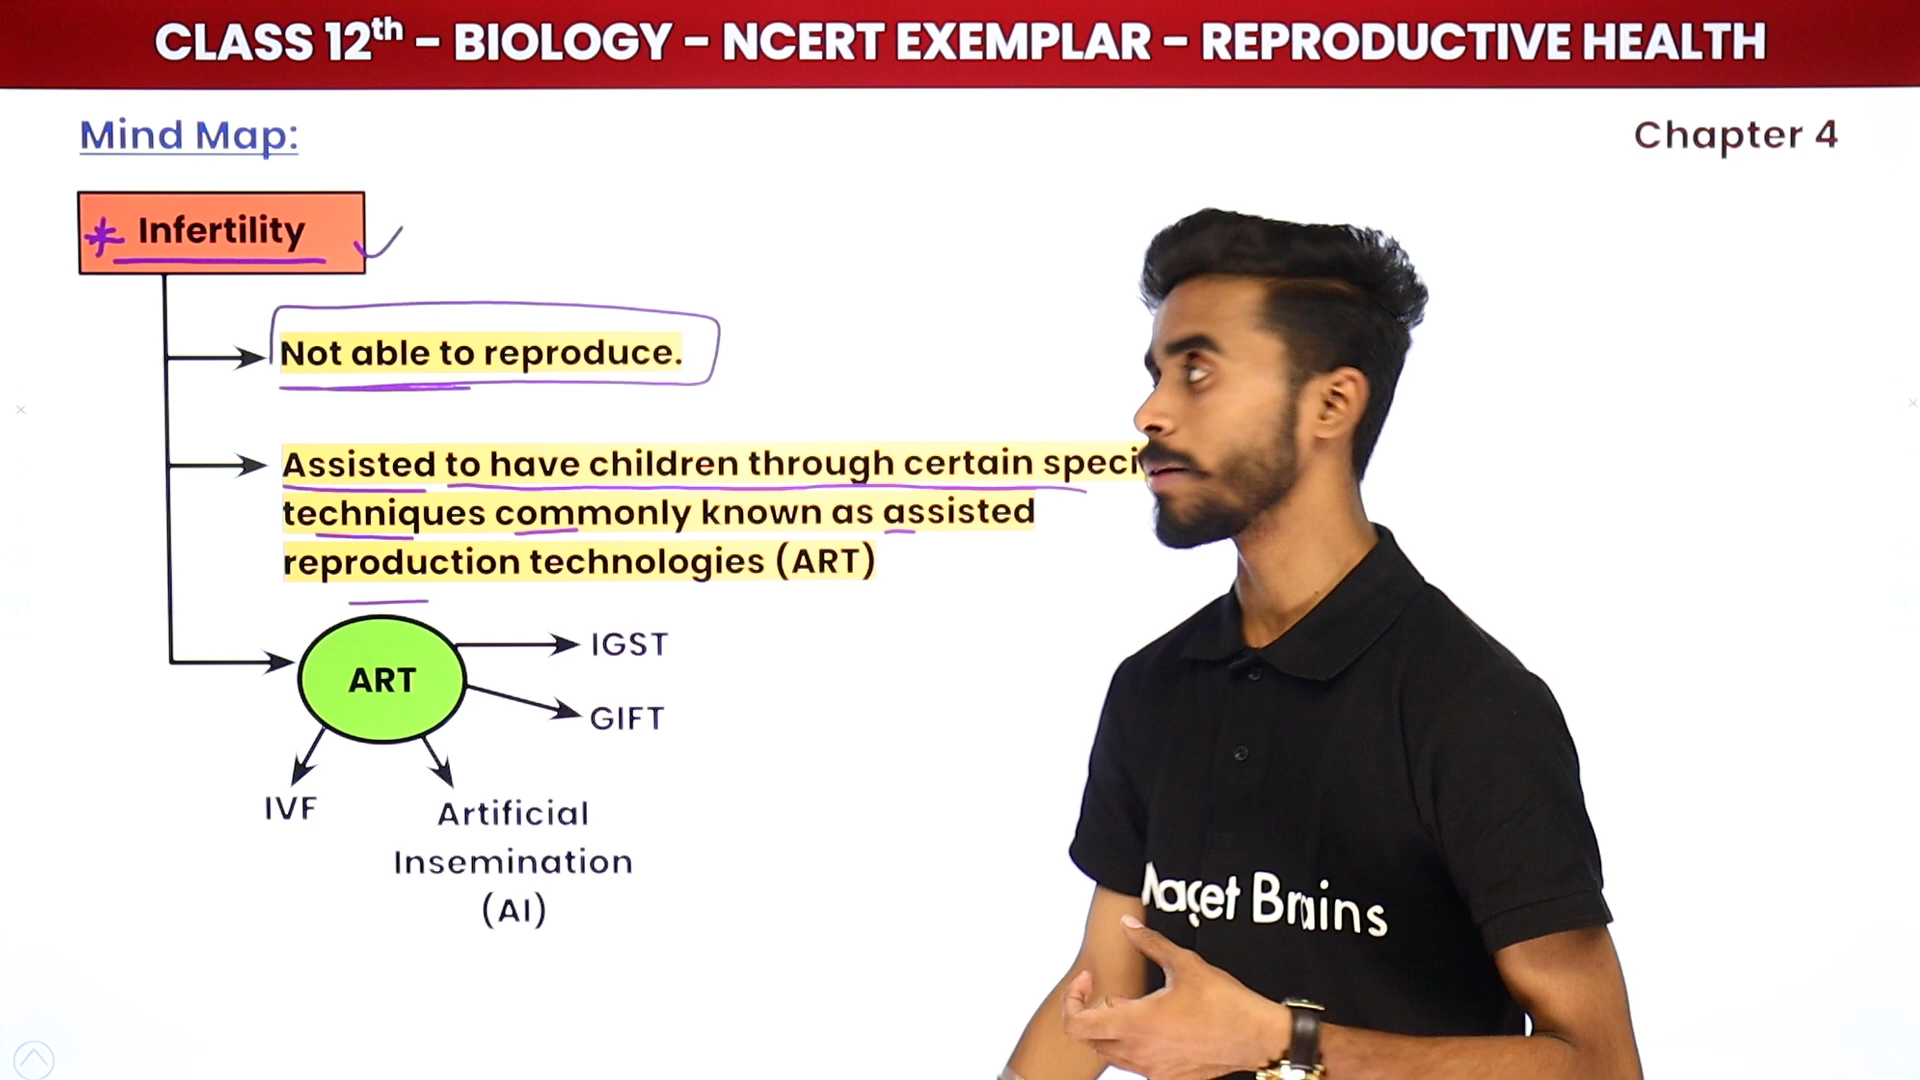 CLASS 12th - BIOLOGY - NCERT EXEMPLAR - REPRODUCTIVE HEALTH
Mind Map:
Chapter 4
* Infertility
Not able to reproduce.
Assisted to have children through certain speci
techniques commonly known as assisted
reproduction technologies (ART)
ART
IGST
GIFT
IVF
Artificial
Insemination
(AI)
Brains